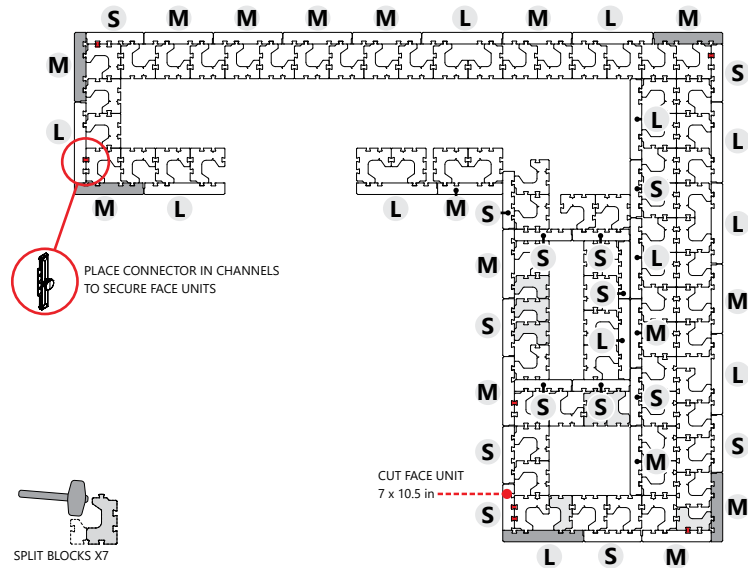 S M M M M L M L M
M
S
L
L
L
S
M L
L M
S
L
M
S S
L
S
M
S
L
M
M
L
S S
S
S
M
S
M
L S M
PLACE CONNECTOR IN CHANNELS
TO SECURE FACE UNITS
CUT FACE UNIT
7 x 10.5 in
SPLIT BLOCKS X7